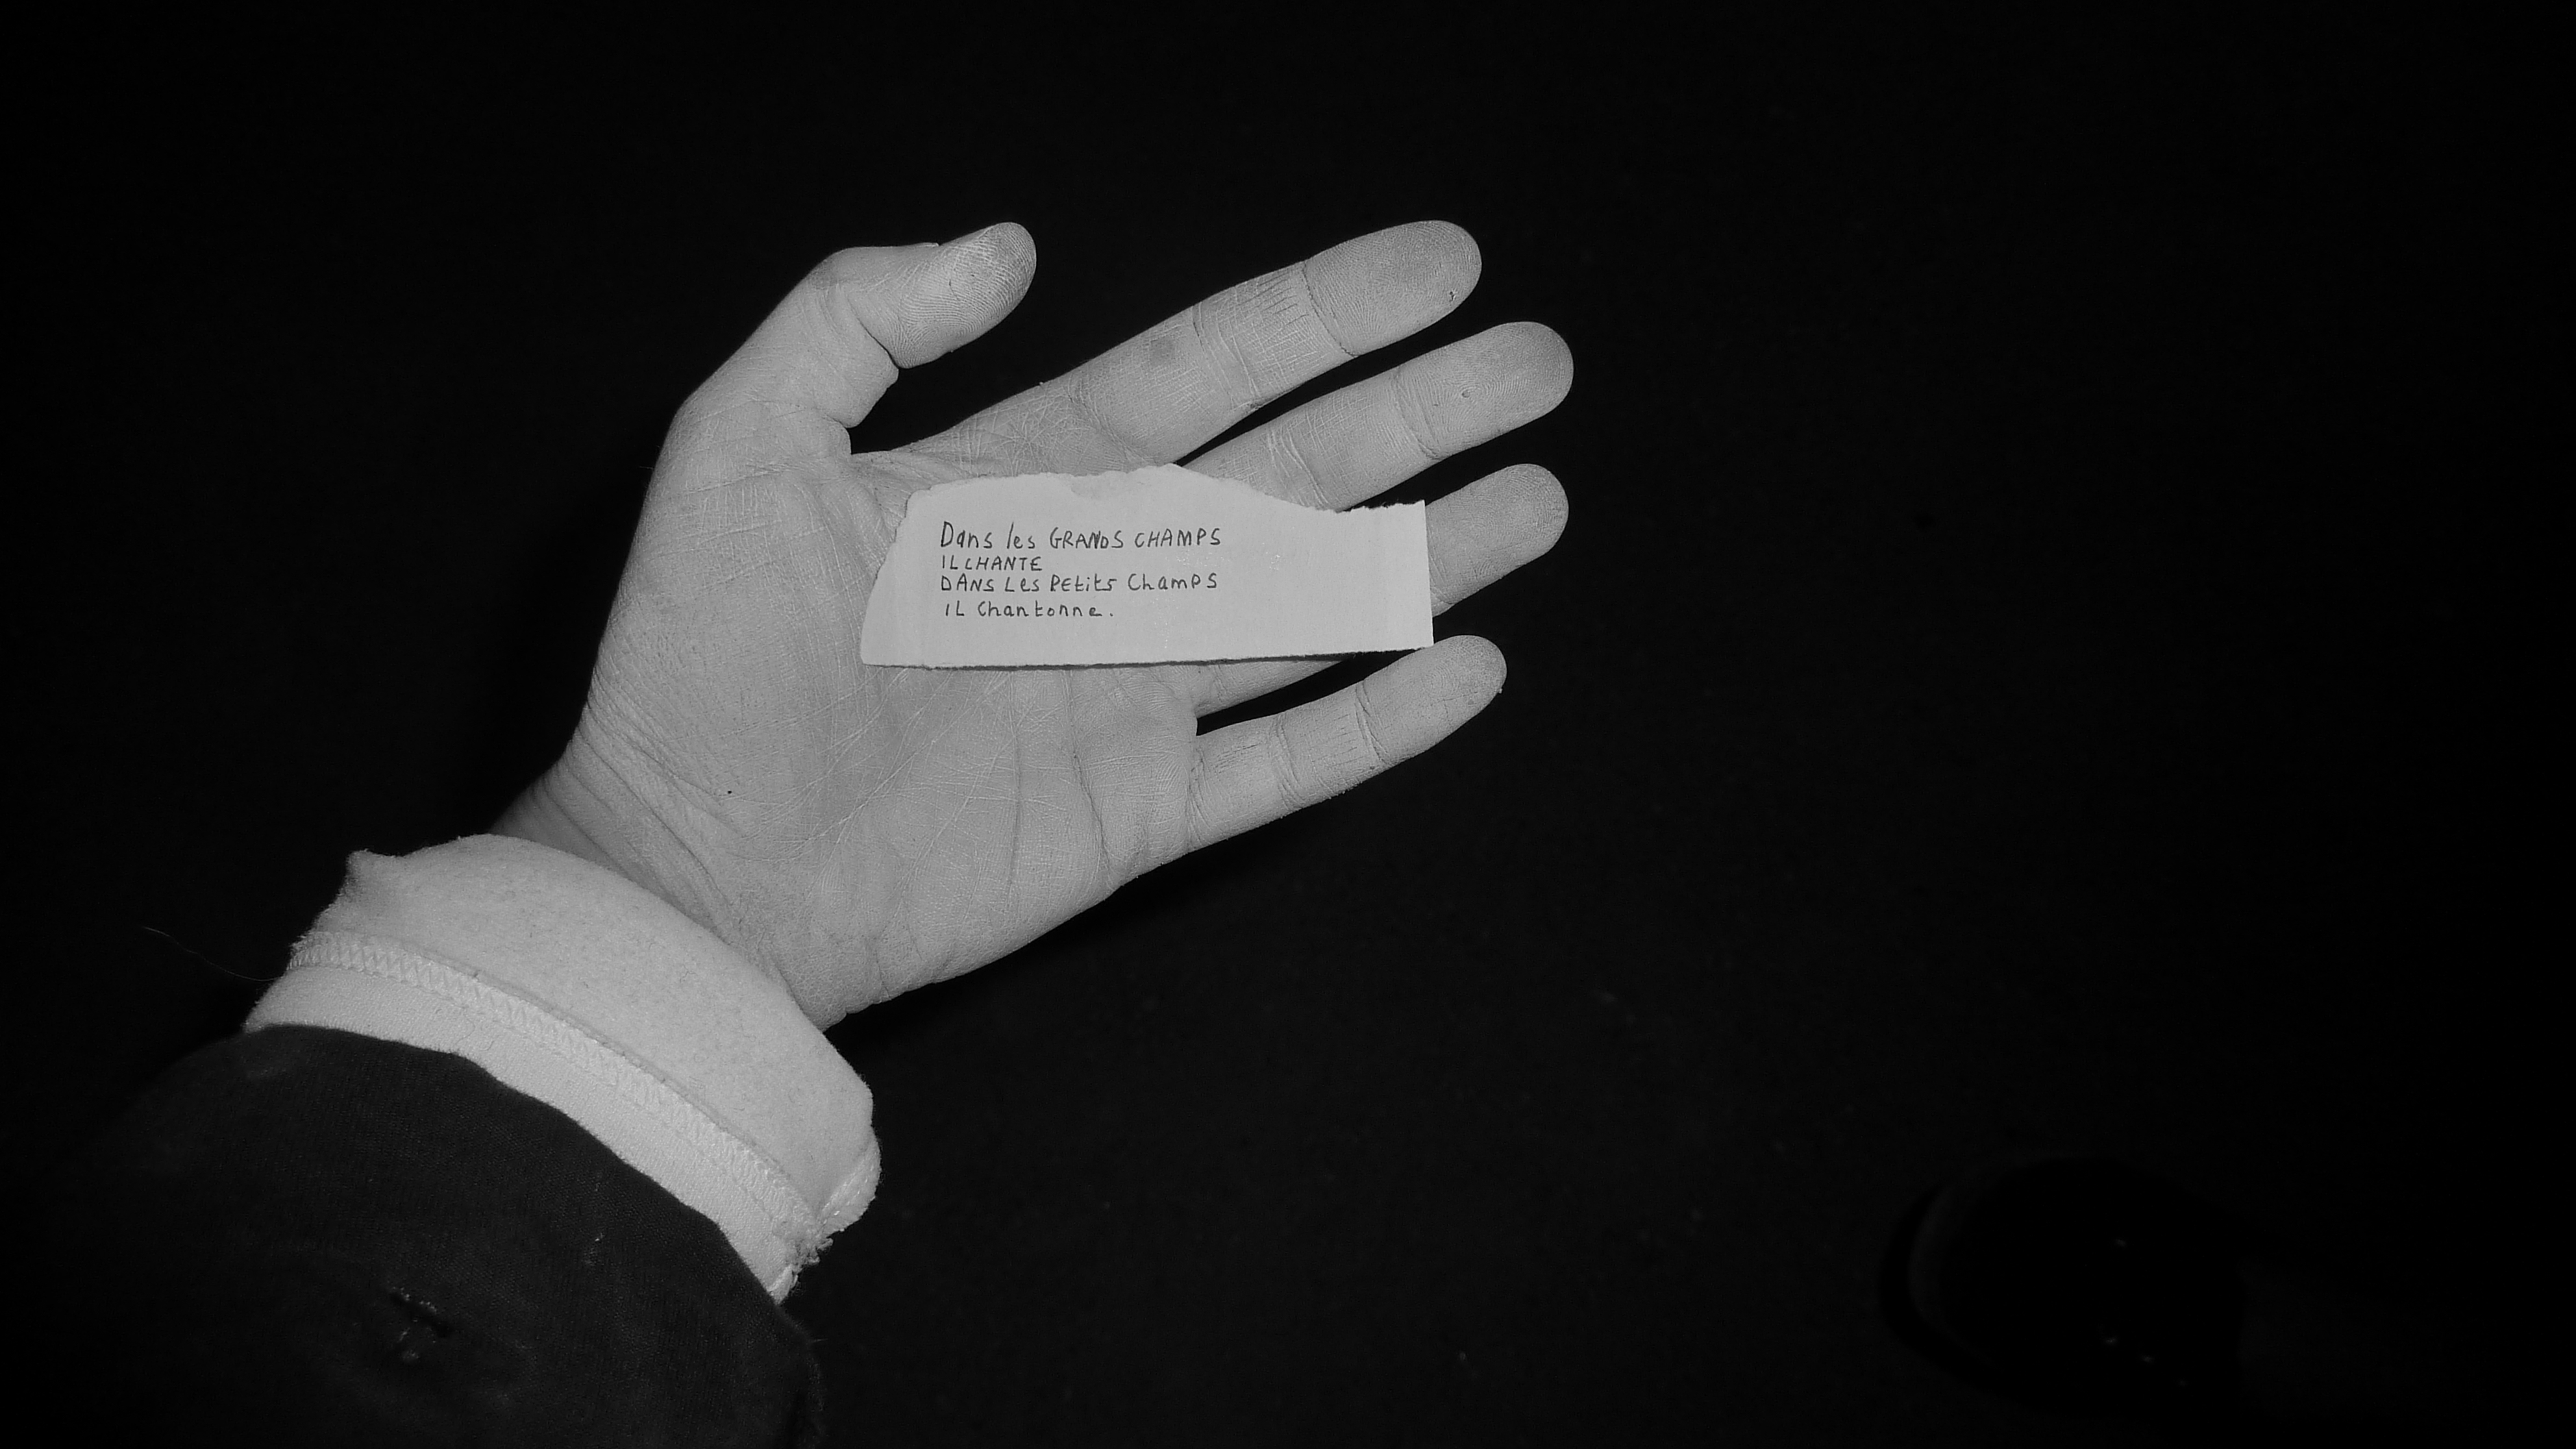 Dans les GRANDS CHAMPS
IL CHANTE
DANS LES PEtits ChamPS
IL Chantonne.